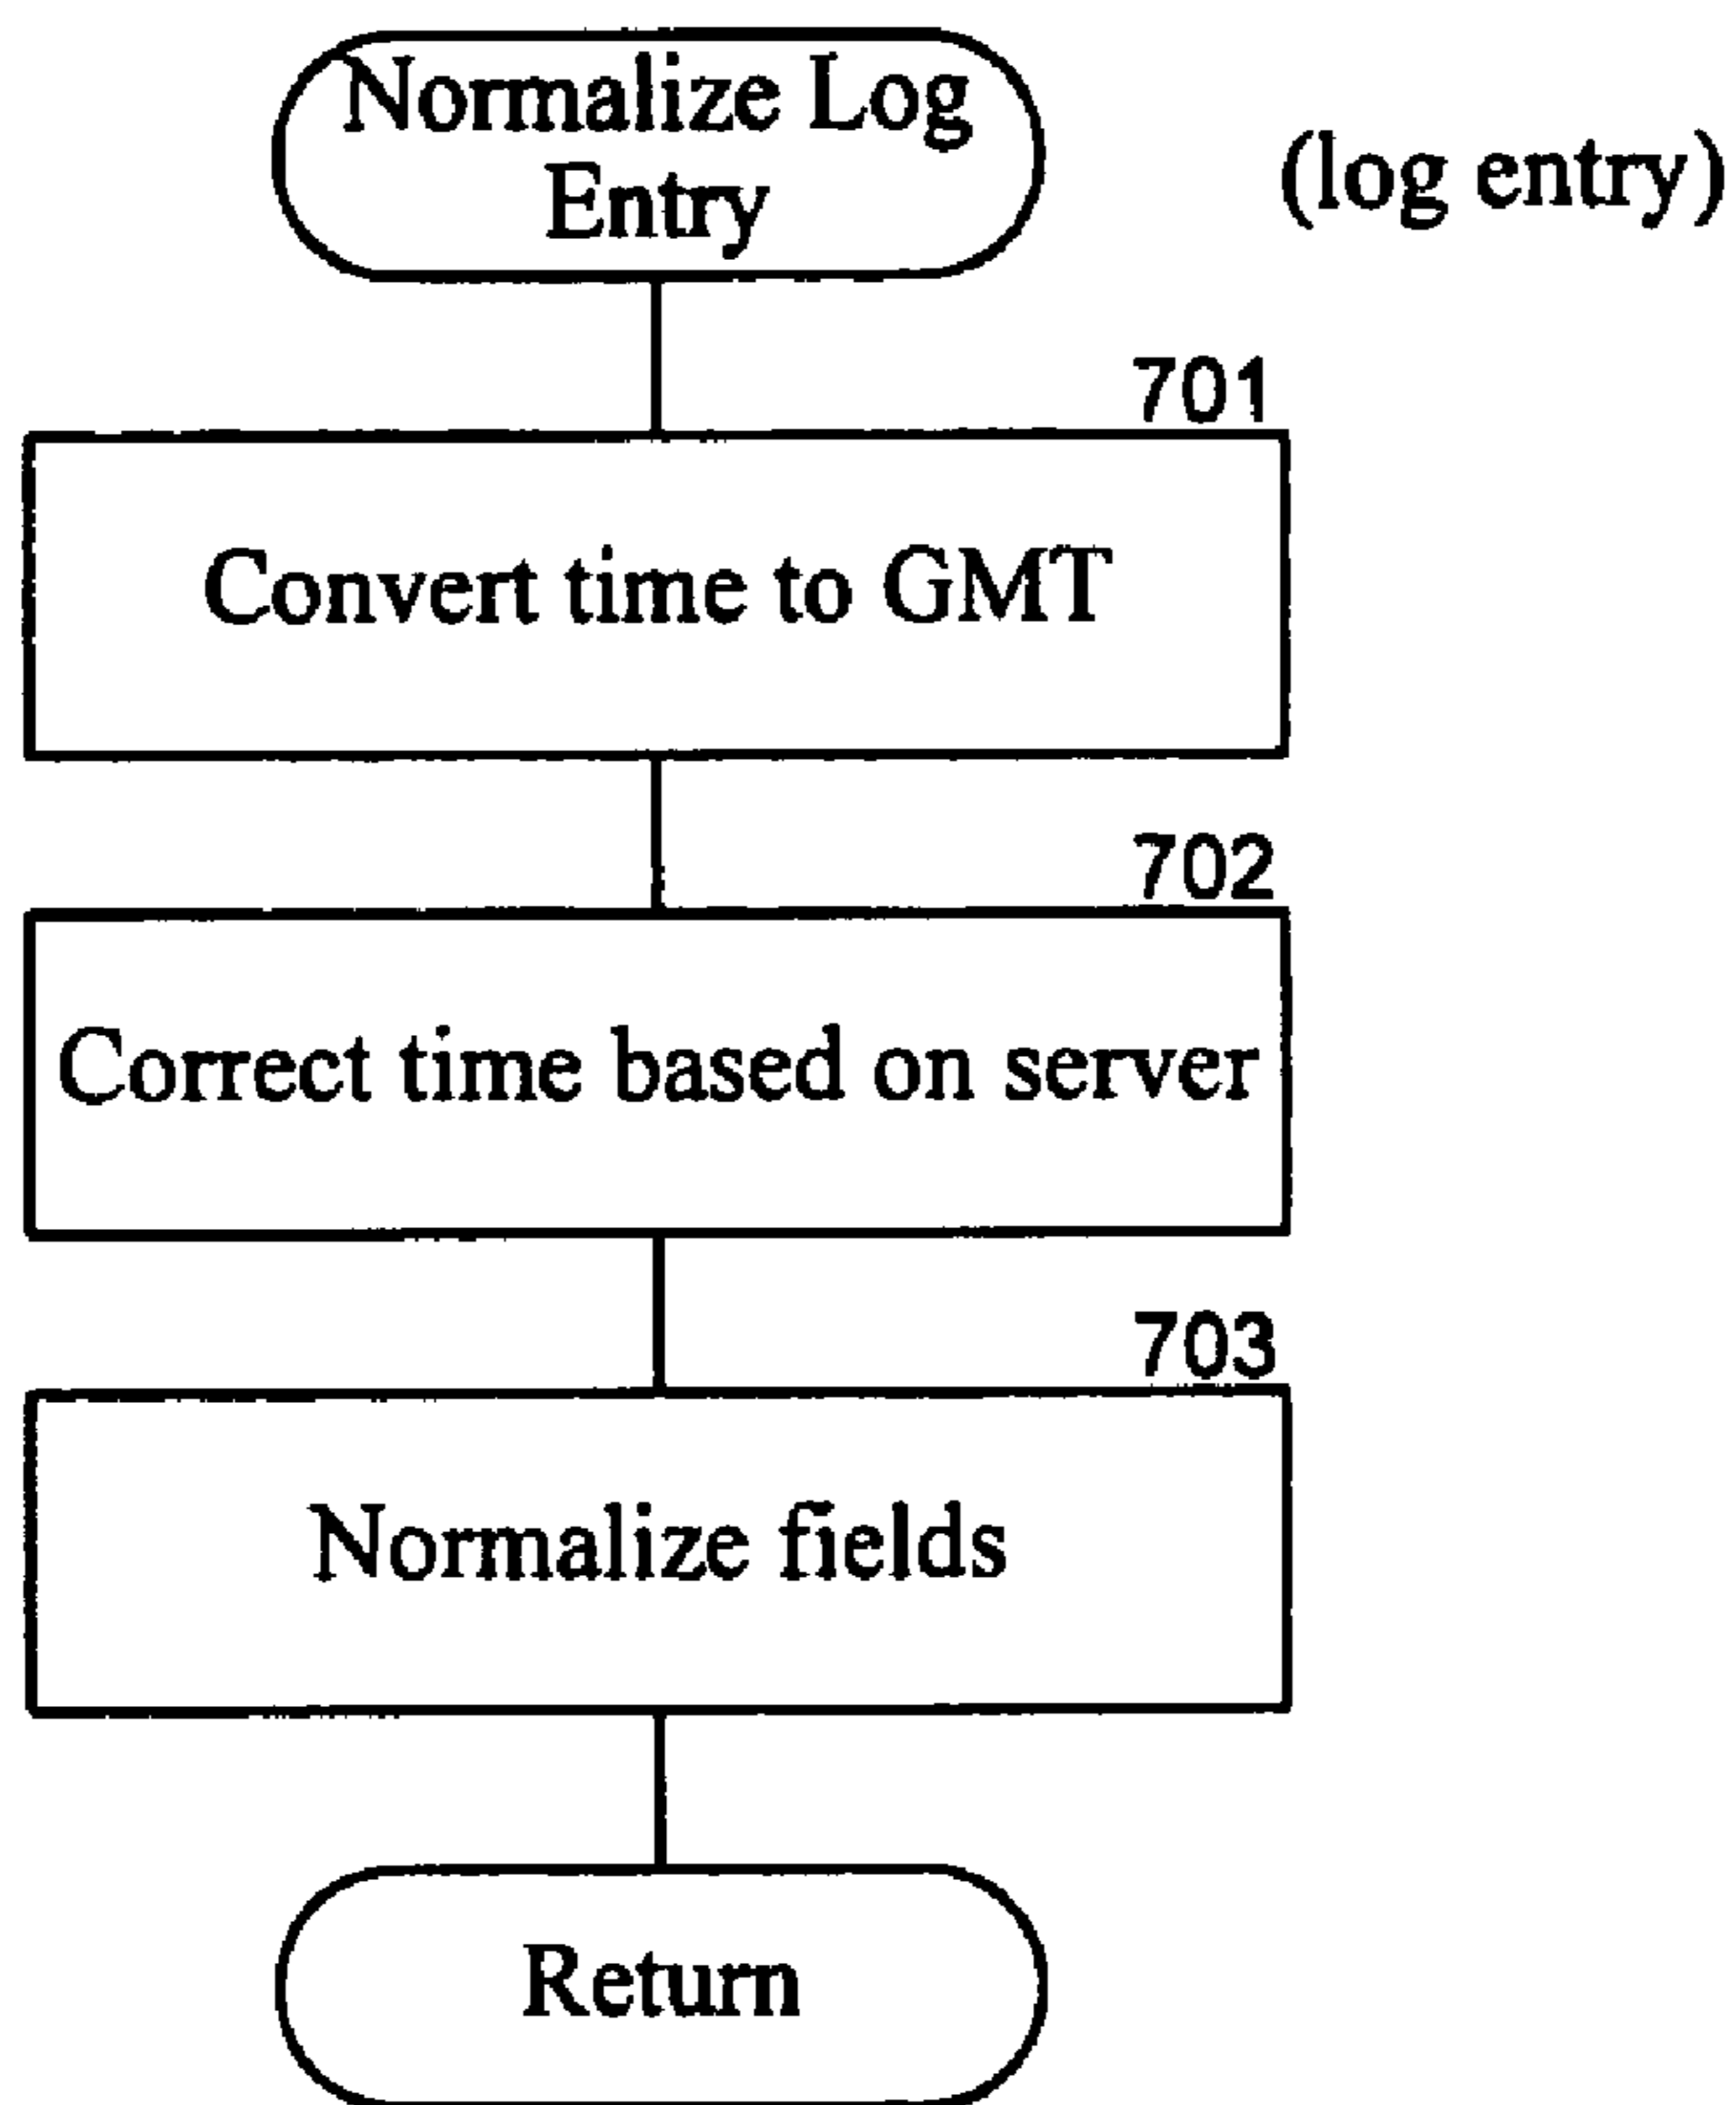 Normalize Log
Entry
(log entry)
701
Convert time to GMT
702
Correct time based on server
703
Normalize fields
Return